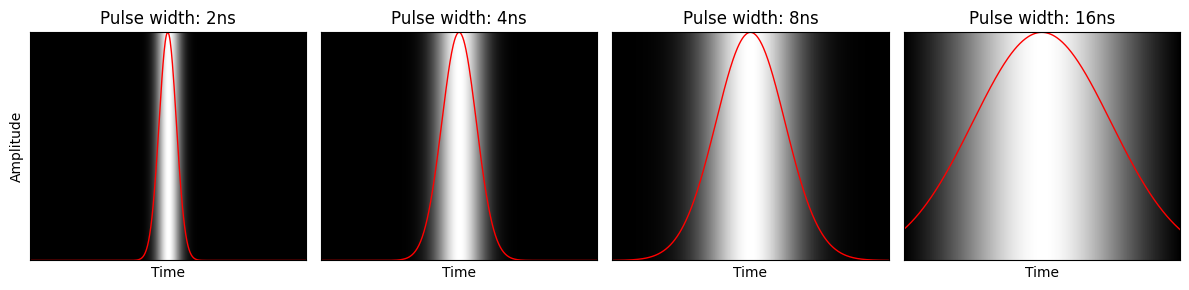 Pulse width: 2ns
Pulse width: 4ns
Pulse width: 8ns
Pulse width: 16ns
Amplitude
Time
Time
Time
Time